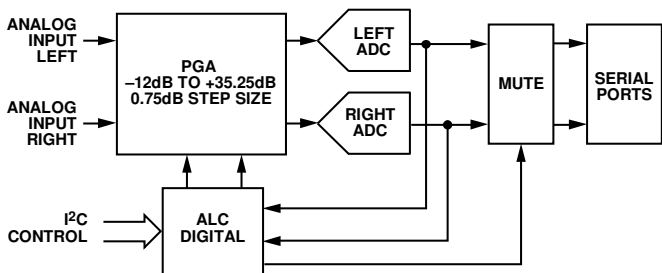 ANALOG
INPUT
LEFT
PGA
–12dB TO +35.25dB
0.75dB STEP SIZE
LEFT
ADC
MUTE
SERIAL
PORTS
ANALOG
INPUT
RIGHT
RIGHT
ADC
I²C
CONTROL
ALC
DIGITAL